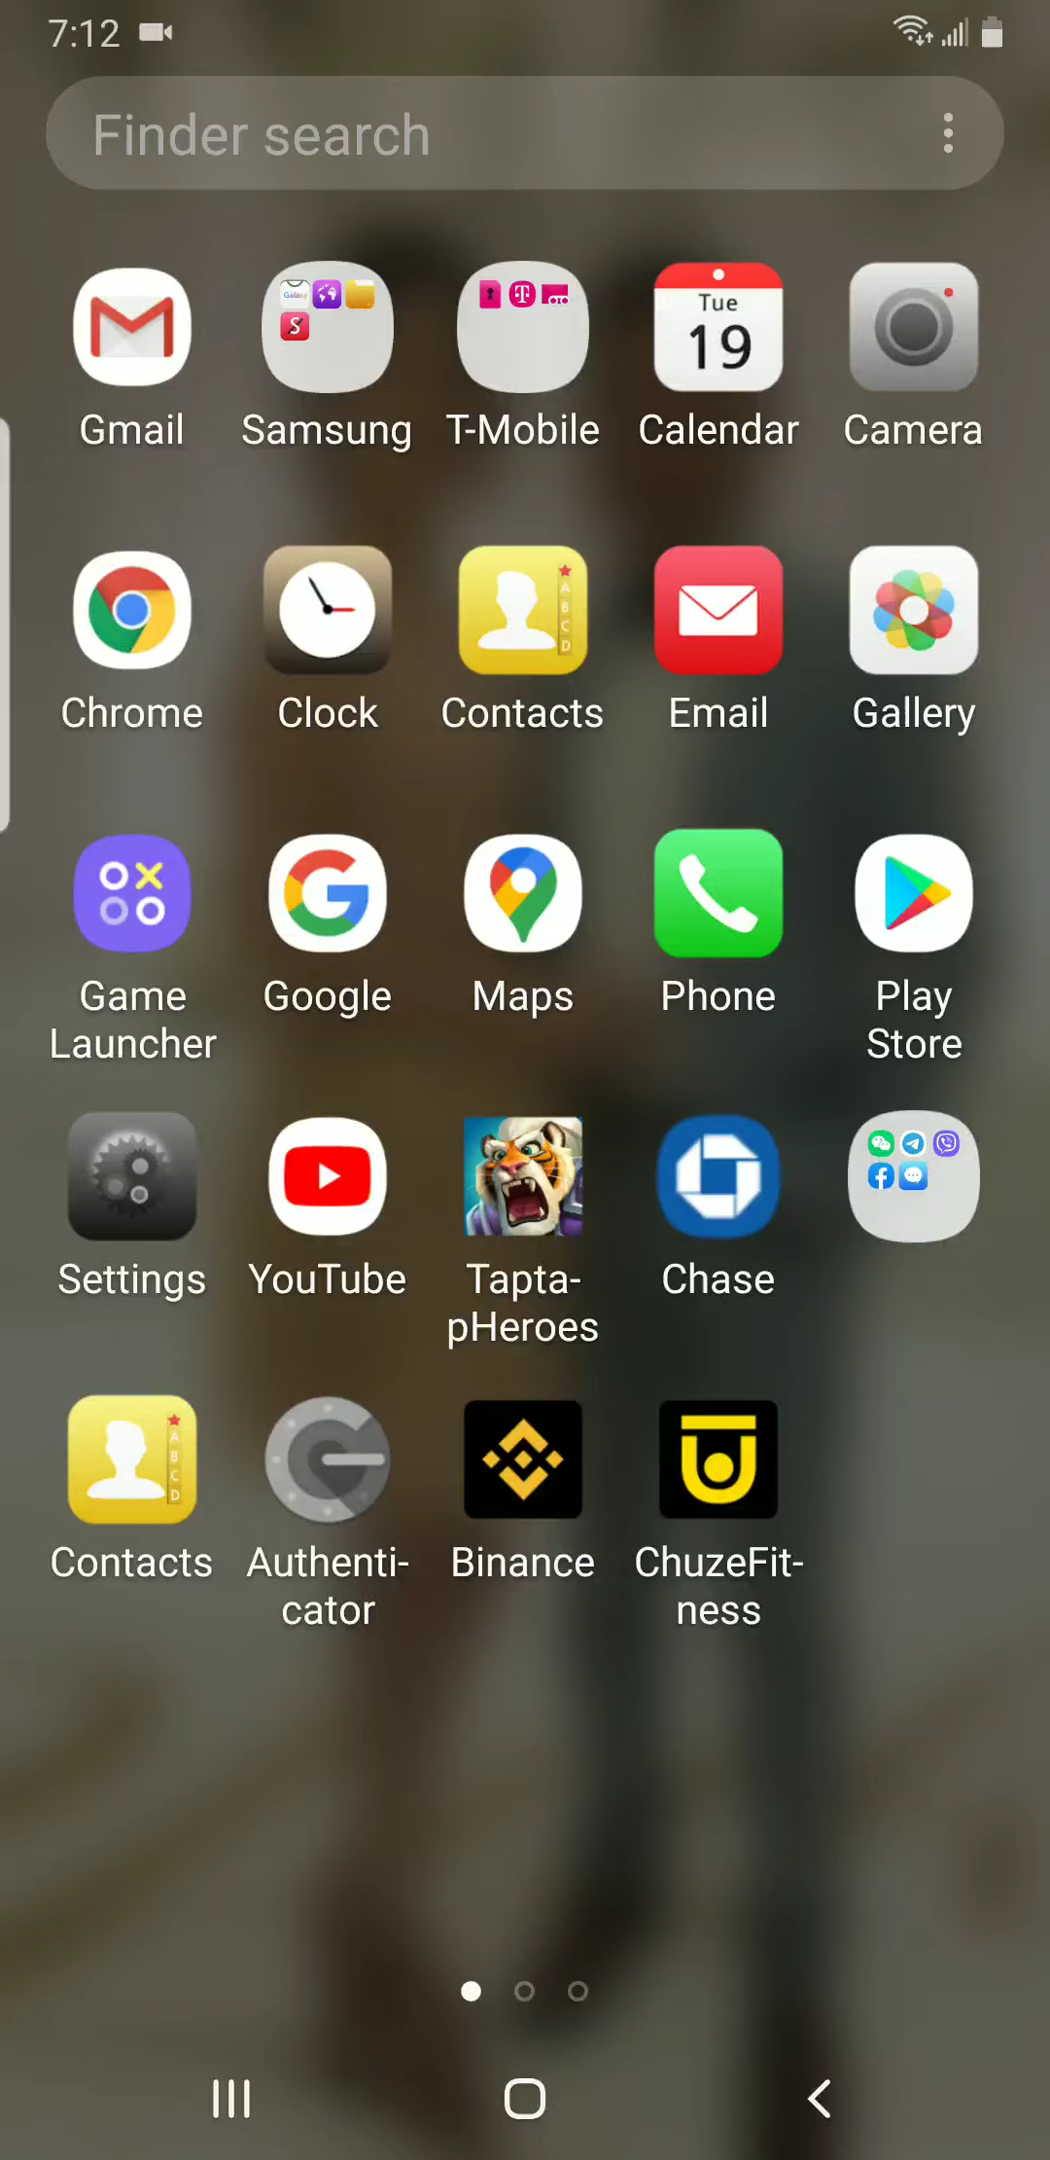 7:12
Finder search
Galaxy
Tue
19
Gmail
Samsung
T-Mobile
Calendar
Camera
A
B
C
D
Chrome
Clock
Contacts
Email
Gallery
Game
Launcher
Google
Maps
Phone
Play
Store
Settings
YouTube
Tapta-
pHeroes
Chase
A
B
C
D
Contacts
Authenti-
cator
Binance
ChuzeFit-
ness